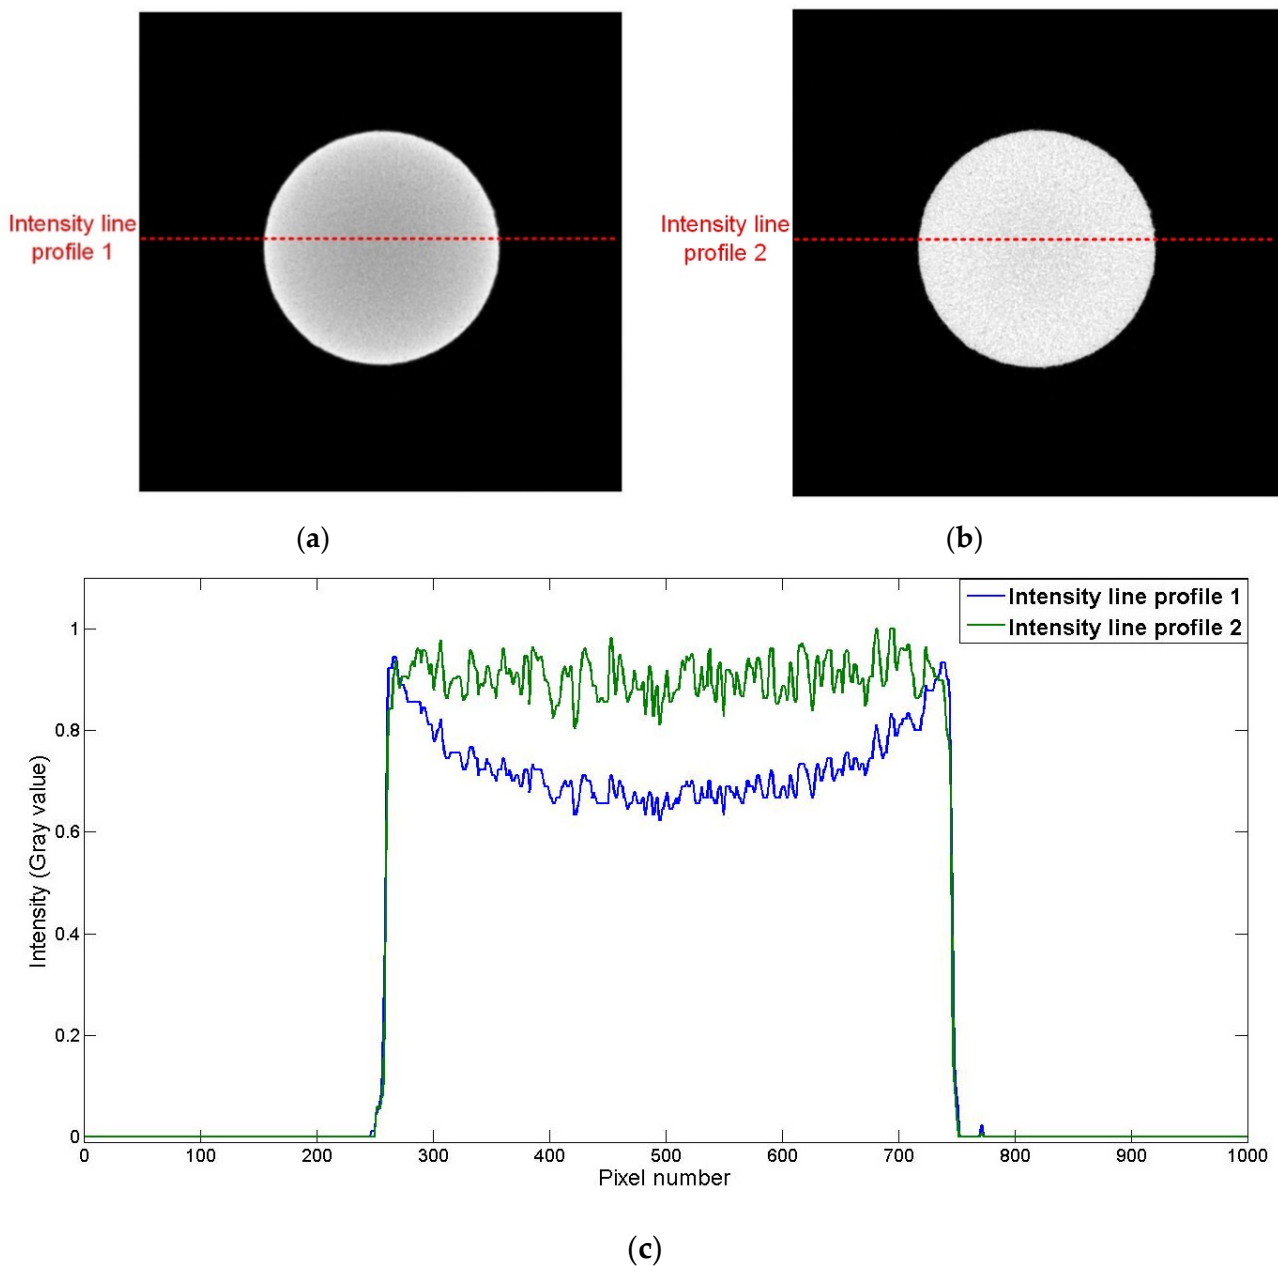 Intensity line
profile 1
Intensity line
profile 2
(a)
(b)
Intensity line profile 1
Intensity line profile 2
1
0.8
0.6
0.4
0.2
0
Intensity (Gray value)
0 100 200 300 400 500 600 700 800 900 1000
Pixel number
(c)